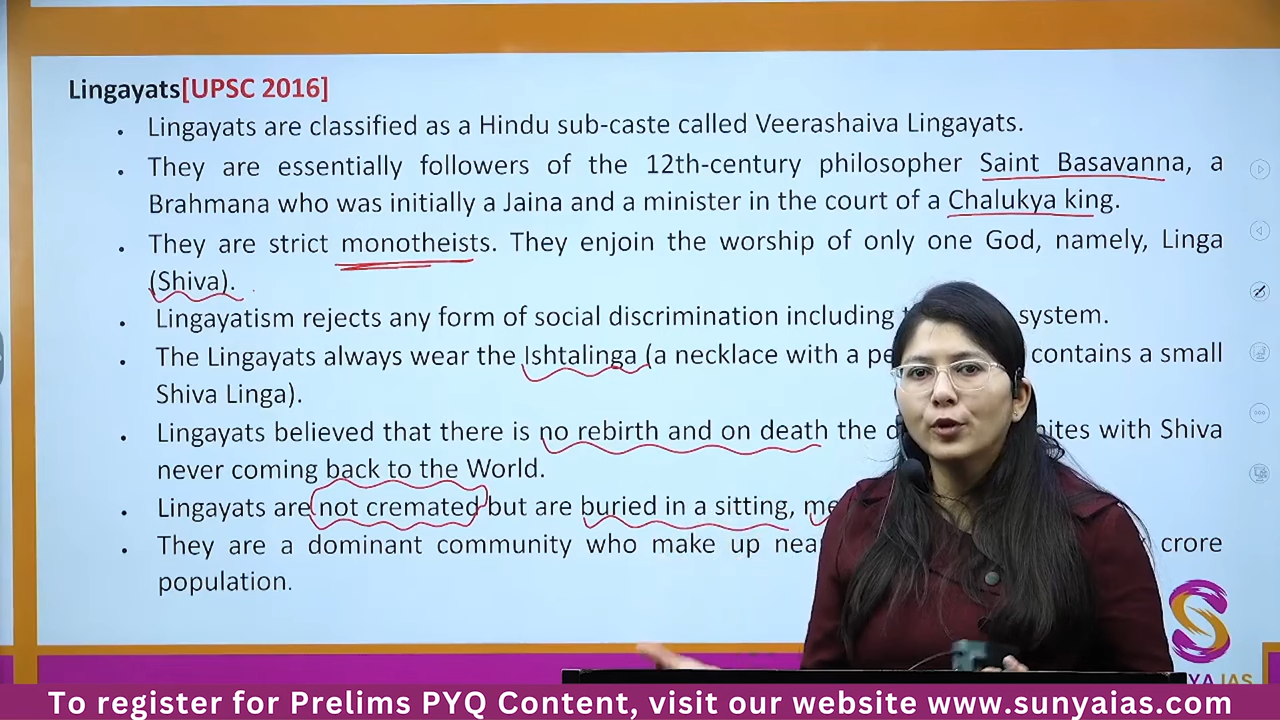 Lingayats[UPSC 2016]
• Lingayats are classified as a Hindu sub-caste called Veerashaiva Lingayats.
• They are essentially followers of the 12th-century philosopher Saint Basavanna, a
Brahmana who was initially a Jaina and a minister in the court of a Chalukya king.
• They are strict monotheists. They enjoin the worship of only one God, namely, Linga
(Shiva).
• Lingayatism rejects any form of social discrimination including system.
• The Lingayats always wear the Ishtalinga (a necklace with a contains a small
Shiva Linga).
• Lingayats believed that there is no rebirth and on death the with Shiva
never coming back to the World.
• Lingayats are not cremated but are buried in a sitting,
• They are a dominant community who make up crore
population.
IAS
To register for Prelims PYQ Content, visit our website www.sunyaias.com